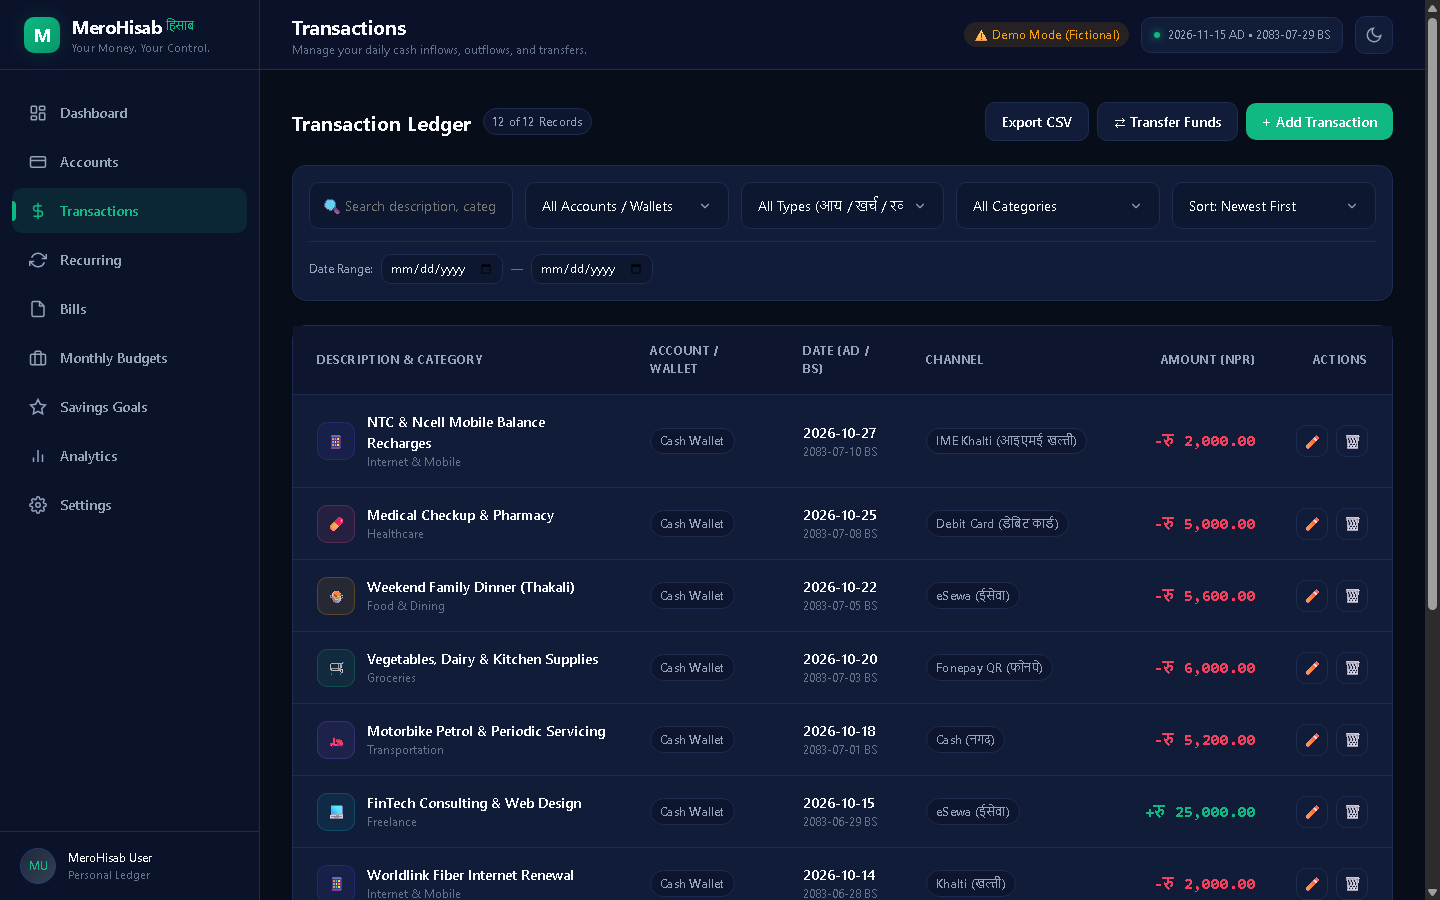 M
MeroHisab हिसाब
Your Money. Your Control.
Dashboard
Accounts
Transactions
Recurring
Bills
Monthly Budgets
Savings Goals
Analytics
Settings
MU
MeroHisab User
Personal Ledger
Transactions
Manage your daily cash inflows, outflows, and transfers.
Demo Mode (Fictional)
2026-11-15 AD • 2083-07-29 BS
Transaction Ledger
12 of 12 Records
Export CSV
⇄ Transfer Funds
+ Add Transaction
Search description, categ
All Accounts / Wallets
All Types (आय / खर्च /
All Categories
Sort: Newest First
Date Range:
mm/dd/yyyy
—
mm/dd/yyyy
DESCRIPTION & CATEGORY
ACCOUNT /
WALLET
DATE (AD /
BS)
CHANNEL
AMOUNT (NPR)
ACTIONS
NTC & Ncell Mobile Balance
Recharges
Internet & Mobile
Cash Wallet
2026-10-27
2083-07-10 BS
IME Khalti (आइएमई खल्ती)
-रु 2,000.00
Medical Checkup & Pharmacy
Healthcare
Cash Wallet
2026-10-25
2083-07-08 BS
Debit Card (डेबिट कार्ड)
-रु 5,000.00
Weekend Family Dinner (Thakali)
Food & Dining
Cash Wallet
2026-10-22
2083-07-05 BS
eSewa (ईसेवा)
-रु 5,600.00
Vegetables, Dairy & Kitchen Supplies
Groceries
Cash Wallet
2026-10-20
2083-07-03 BS
Fonepay QR (फोनपे)
-रु 6,000.00
Motorbike Petrol & Periodic Servicing
Transportation
Cash Wallet
2026-10-18
2083-07-01 BS
Cash (नगद)
-रु 5,200.00
FinTech Consulting & Web Design
Freelance
Cash Wallet
2026-10-15
2083-06-29 BS
eSewa (ईसेवा)
+रु 25,000.00
Worldlink Fiber Internet Renewal
Internet & Mobile
Cash Wallet
2026-10-14
2083-06-28 BS
Khalti (खल्ती)
-रु 2,000.00